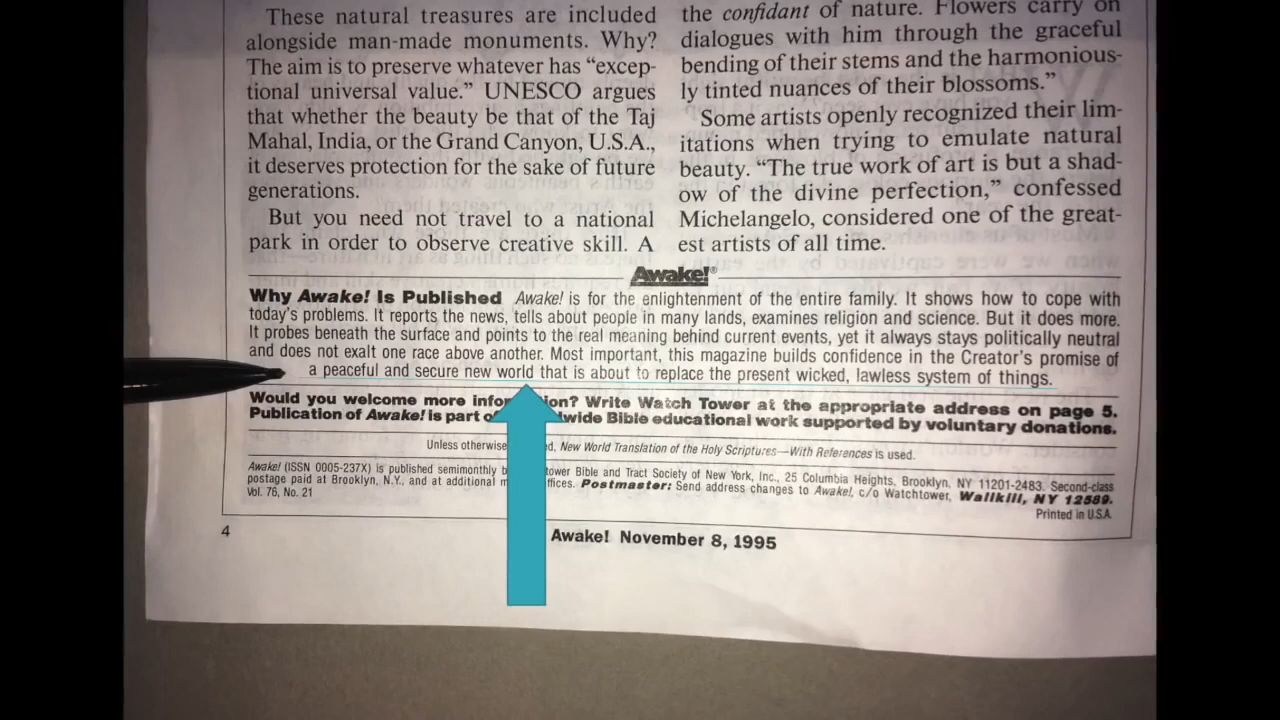 These natural treasures are included
alongside man-made monuments. Why?
The aim is to preserve whatever has “excep-
tional universal value.” UNESCO argues
that whether the beauty be that of the Taj
Mahal, India, or the Grand Canyon, U.S.A.,
it deserves protection for the sake of future
generations.
But you need not travel to a national
park in order to observe creative skill. A
the confidant of nature. Flowers carry on
dialogues with him through the graceful
bending of their stems and the harmonious-
ly tinted nuances of their blossoms.”
Some artists openly recognized their lim-
itations when trying to emulate natural
beauty. “The true work of art is but a shad-
ow of the divine perfection,” confessed
Michelangelo, considered one of the great-
est artists of all time.
Awake!®
Why Awake! Is Published Awake! is for the enlightenment of the entire family. It shows how to cope with
today’s problems. It reports the news, tells about people in many lands, examines religion and science. But it does more.
It probes beneath the surface and points to the real meaning behind current events, yet it always stays politically neutral
and does not exalt one race above another. Most important, this magazine builds confidence in the Creator’s promise of
a peaceful and secure new world that is about to replace the present wicked, lawless system of things.
Would you welcome more ion? Write Watch Tower at the appropriate address on page 5.
Publication of Awake! is part wide Bible educational work supported by voluntary donations.
Unless otherwise d, New World Translation of the Holy Scriptures—With References is used.
Awake! (ISSN 0005-237X) is published semimonthly b tower Bible and Tract Society of New York, Inc., 25 Columbia Heights, Brooklyn, NY 11201-2483. Second-class
postage paid at Brooklyn, N.Y., and at additional m ffices. Postmaster: Send address changes to Awake!, c/o Watchtower, Wallkill, NY 12589.
Vol. 76, No. 21
Printed in U.S.A.
4
Awake! November 8, 1995